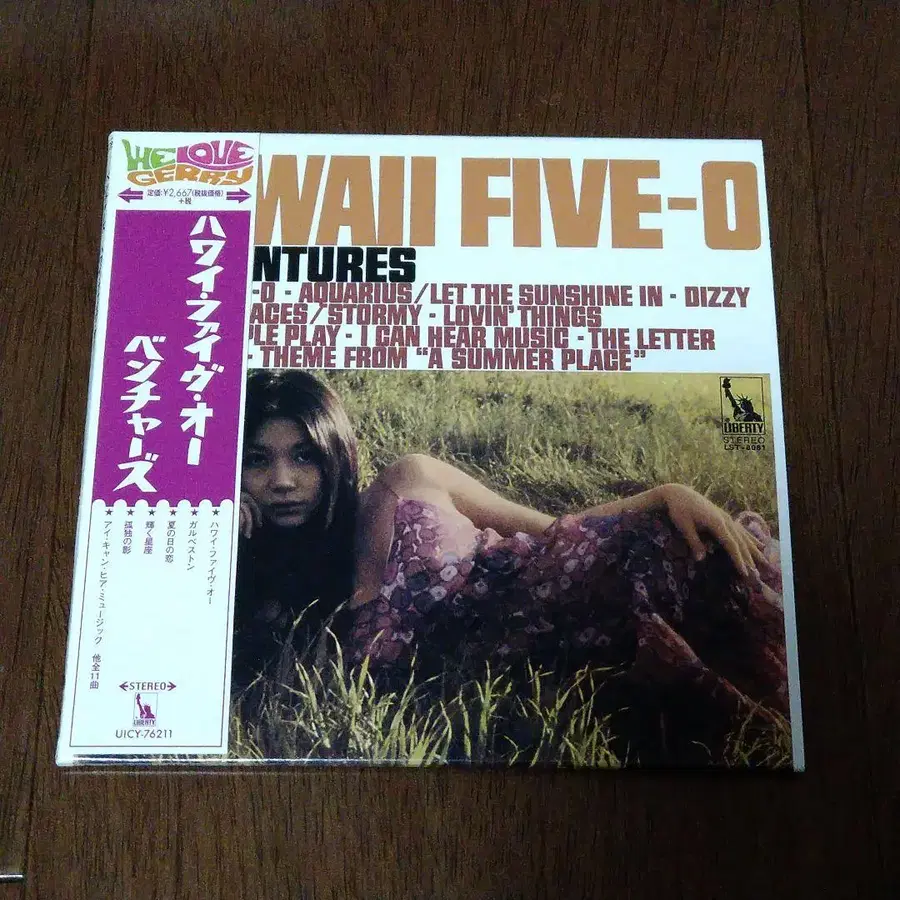 WE LOVE
GERRY
定価:¥2,667(税抜価格)
+税
ハワイ・ファイヴ・オー
ベンチャーズ
★ハワイ・ファイヴ・オー
★ガルベストン
★夏の日の恋
★輝く星座
★孤独の影
★アイ・キャン・ヒア・ミュージック 他全11曲
STEREO
LIBERTY
UICY-76211
WAII FIVE-O
NTURES
-O - AQUARIUS/LET THE SUNSHINE IN - DIZZY
ACES/STORMY - LOVIN' THINGS
LE PLAY - I CAN HEAR MUSIC - THE LETTER
- THEME FROM "A SUMMER PLACE"
LIBERTY
STEREO
LST-8061